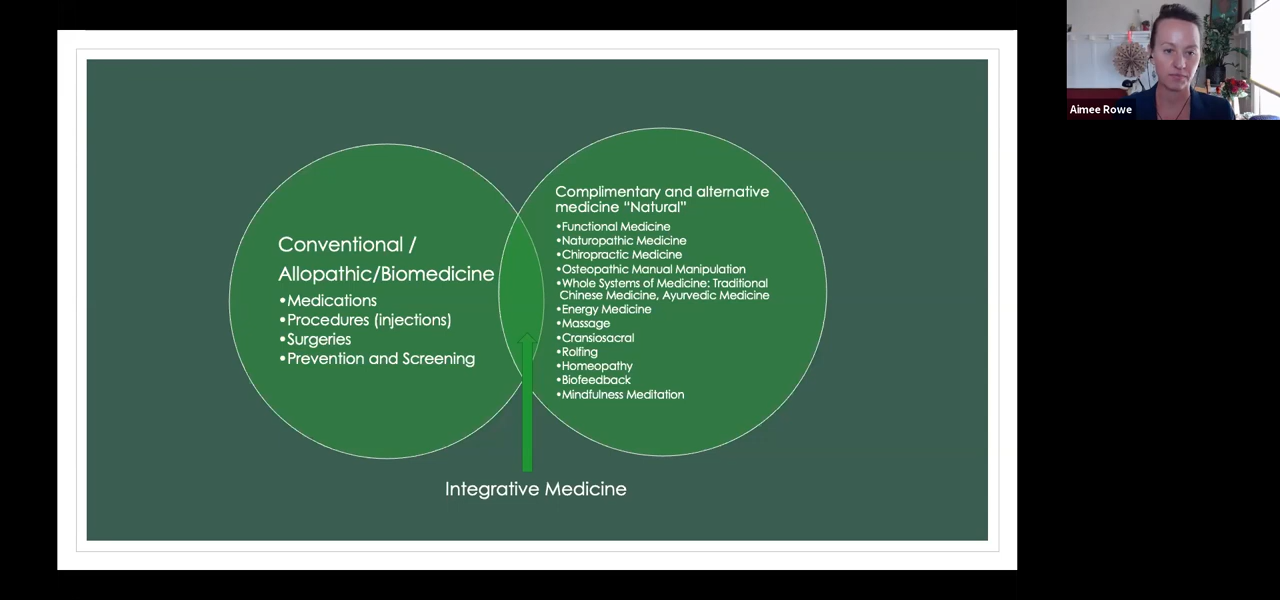 Conventional /
Allopathic/Biomedicine
•Medications
•Procedures (injections)
•Surgeries
•Prevention and Screening
Complimentary and alternative
medicine “Natural”
•Functional Medicine
•Naturopathic Medicine
•Chiropractic Medicine
•Osteopathic Manual Manipulation
•Whole Systems of Medicine: Traditional
Chinese Medicine, Ayurvedic Medicine
•Energy Medicine
•Massage
•Cransiosacral
•Rolfing
•Homeopathy
•Biofeedback
•Mindfulness Meditation
Integrative Medicine
Aimee Rowe